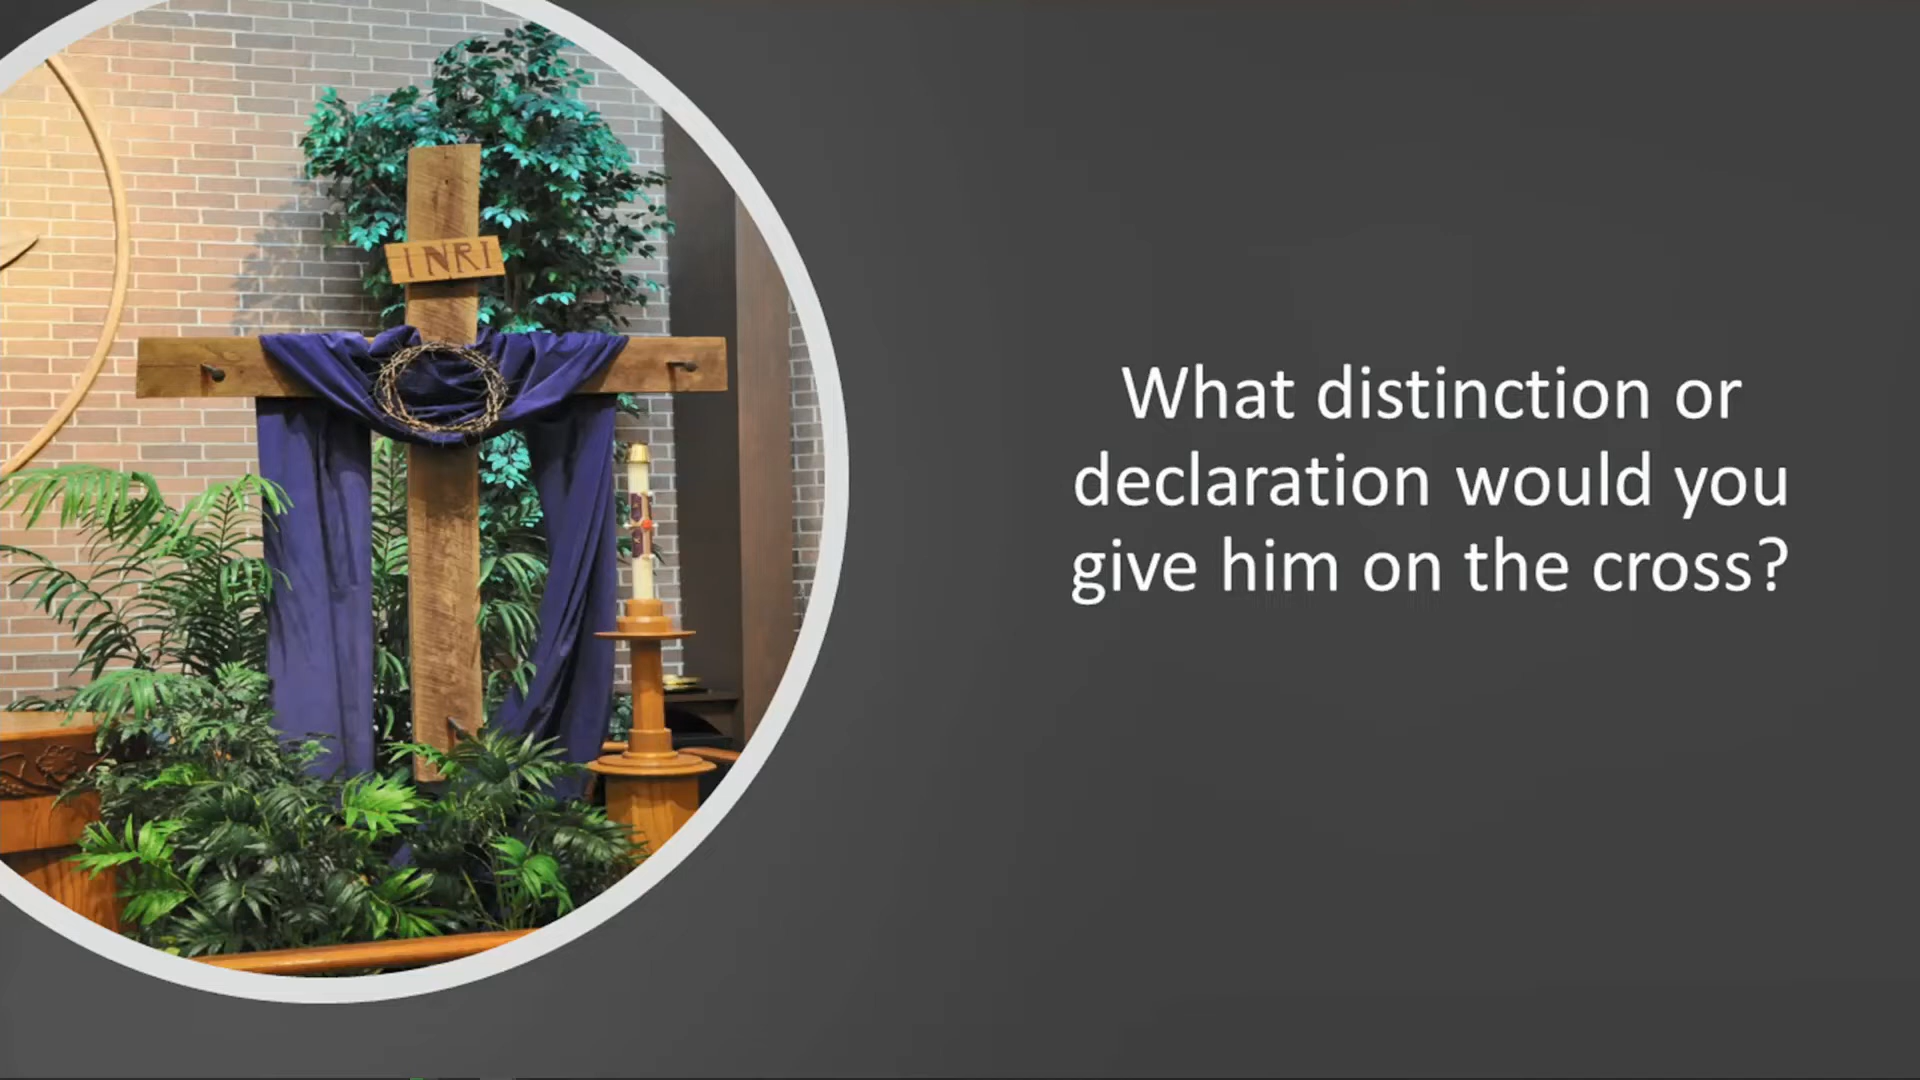 INRI
What distinction or
declaration would you
give him on the cross?